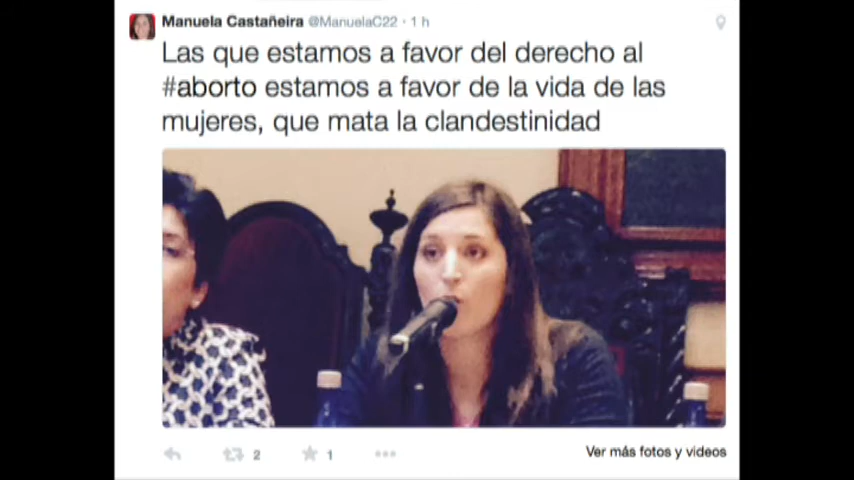 Manuela Castañeira @ManuelaC22 · 1 h
Las que estamos a favor del derecho al
#aborto estamos a favor de la vida de las
mujeres, que mata la clandestinidad
2
1
Ver más fotos y videos